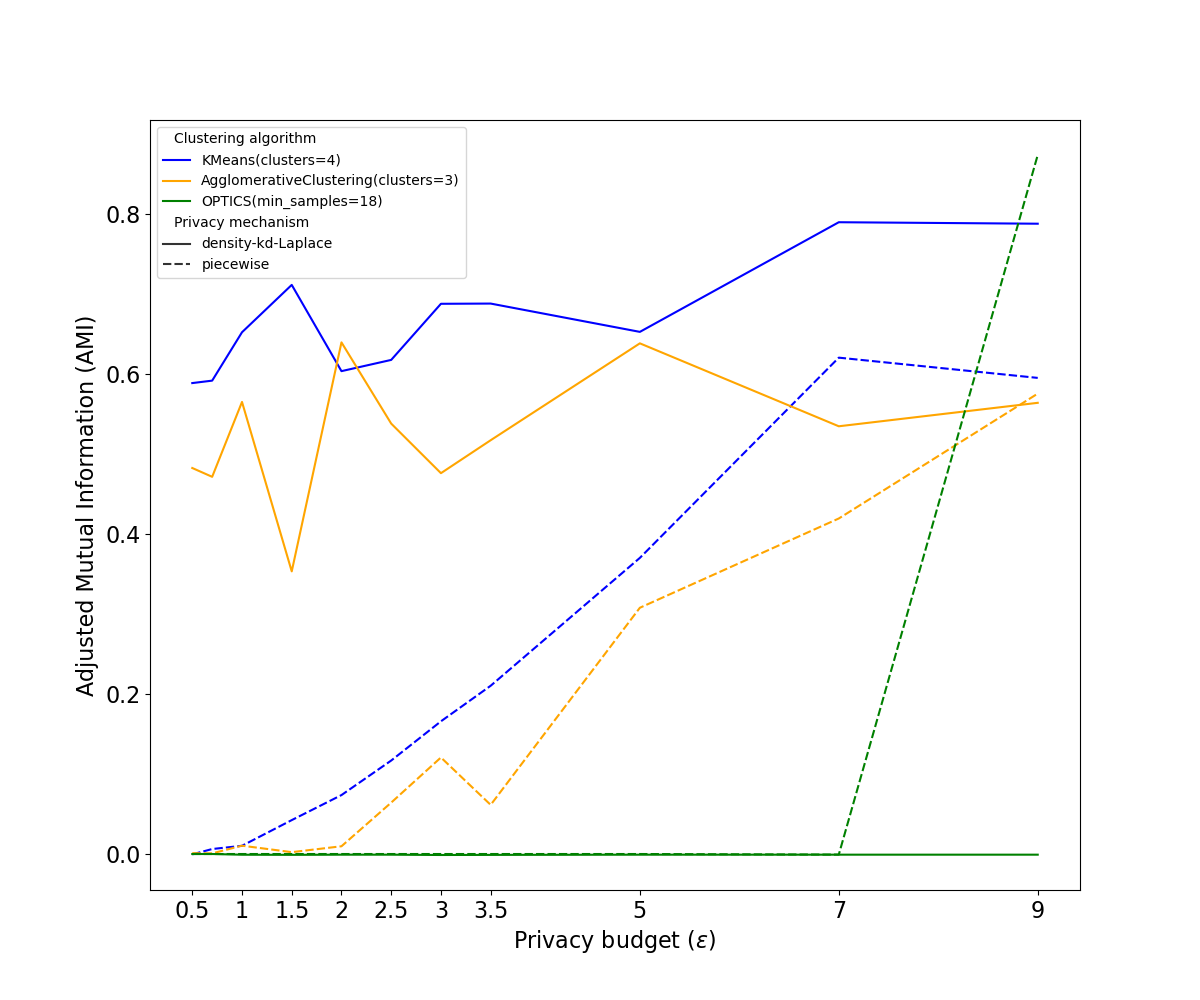 Clustering algorithm
KMeans(clusters=4)
AgglomerativeClustering(clusters=3)
OPTICS(min_samples=18)
Privacy mechanism
density-kd-Laplace
piecewise
Adjusted Mutual Information (AMI)
0.8
0.6
0.4
0.2
0.0
0.5 1 1.5 2 2.5 3 3.5 5 7 9
Privacy budget (ε)